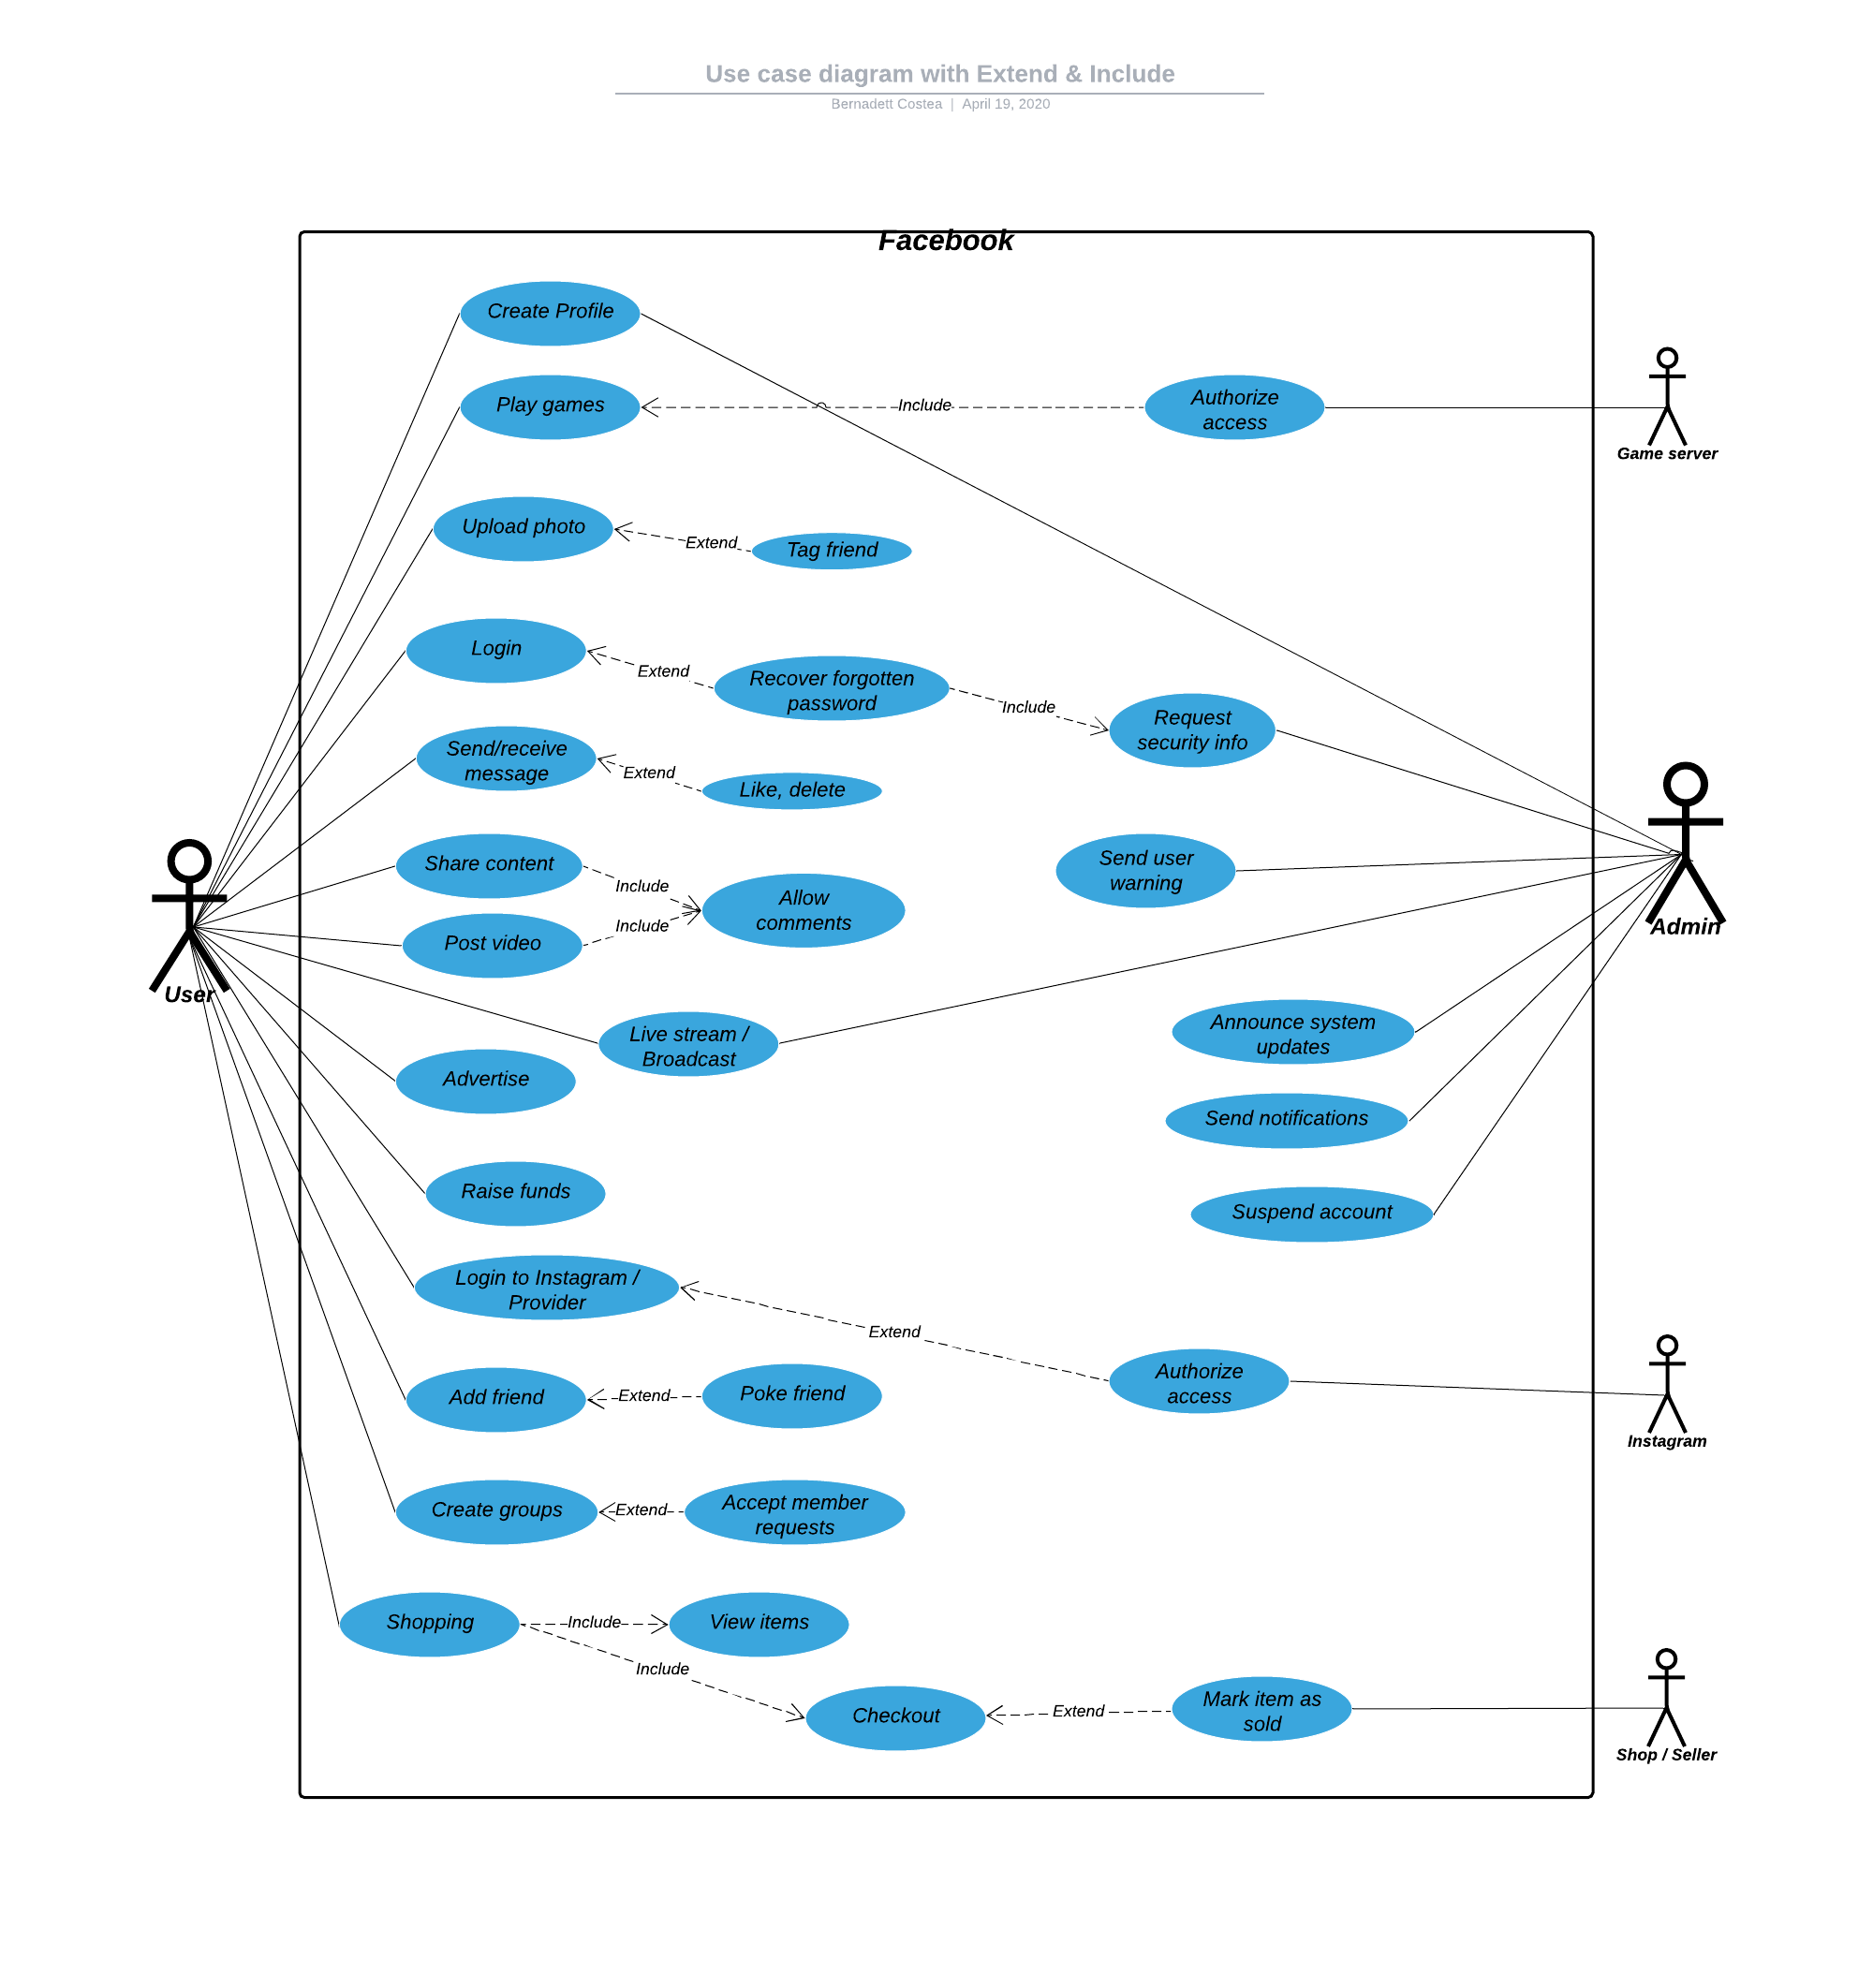 Use case diagram with Extend & Include
Bernadett Costea | April 19, 2020
Facebook
Create Profile
Play games
Include
Authorize
access
Game server
Upload photo
Extend
Tag friend
Login
Extend
Recover forgotten
password
Include
Request
security info
Send/receive
message
Extend
Like, delete
Share content
Include
Allow
comments
Send user
warning
Admin
Post video
Include
User
Live stream /
Broadcast
Announce system
updates
Advertise
Send notifications
Raise funds
Suspend account
Login to Instagram /
Provider
Extend
Authorize
access
Instagram
Add friend
Extend
Poke friend
Create groups
Extend
Accept member
requests
Shopping
Include
View items
Include
Checkout
Extend
Mark item as
sold
Shop / Seller